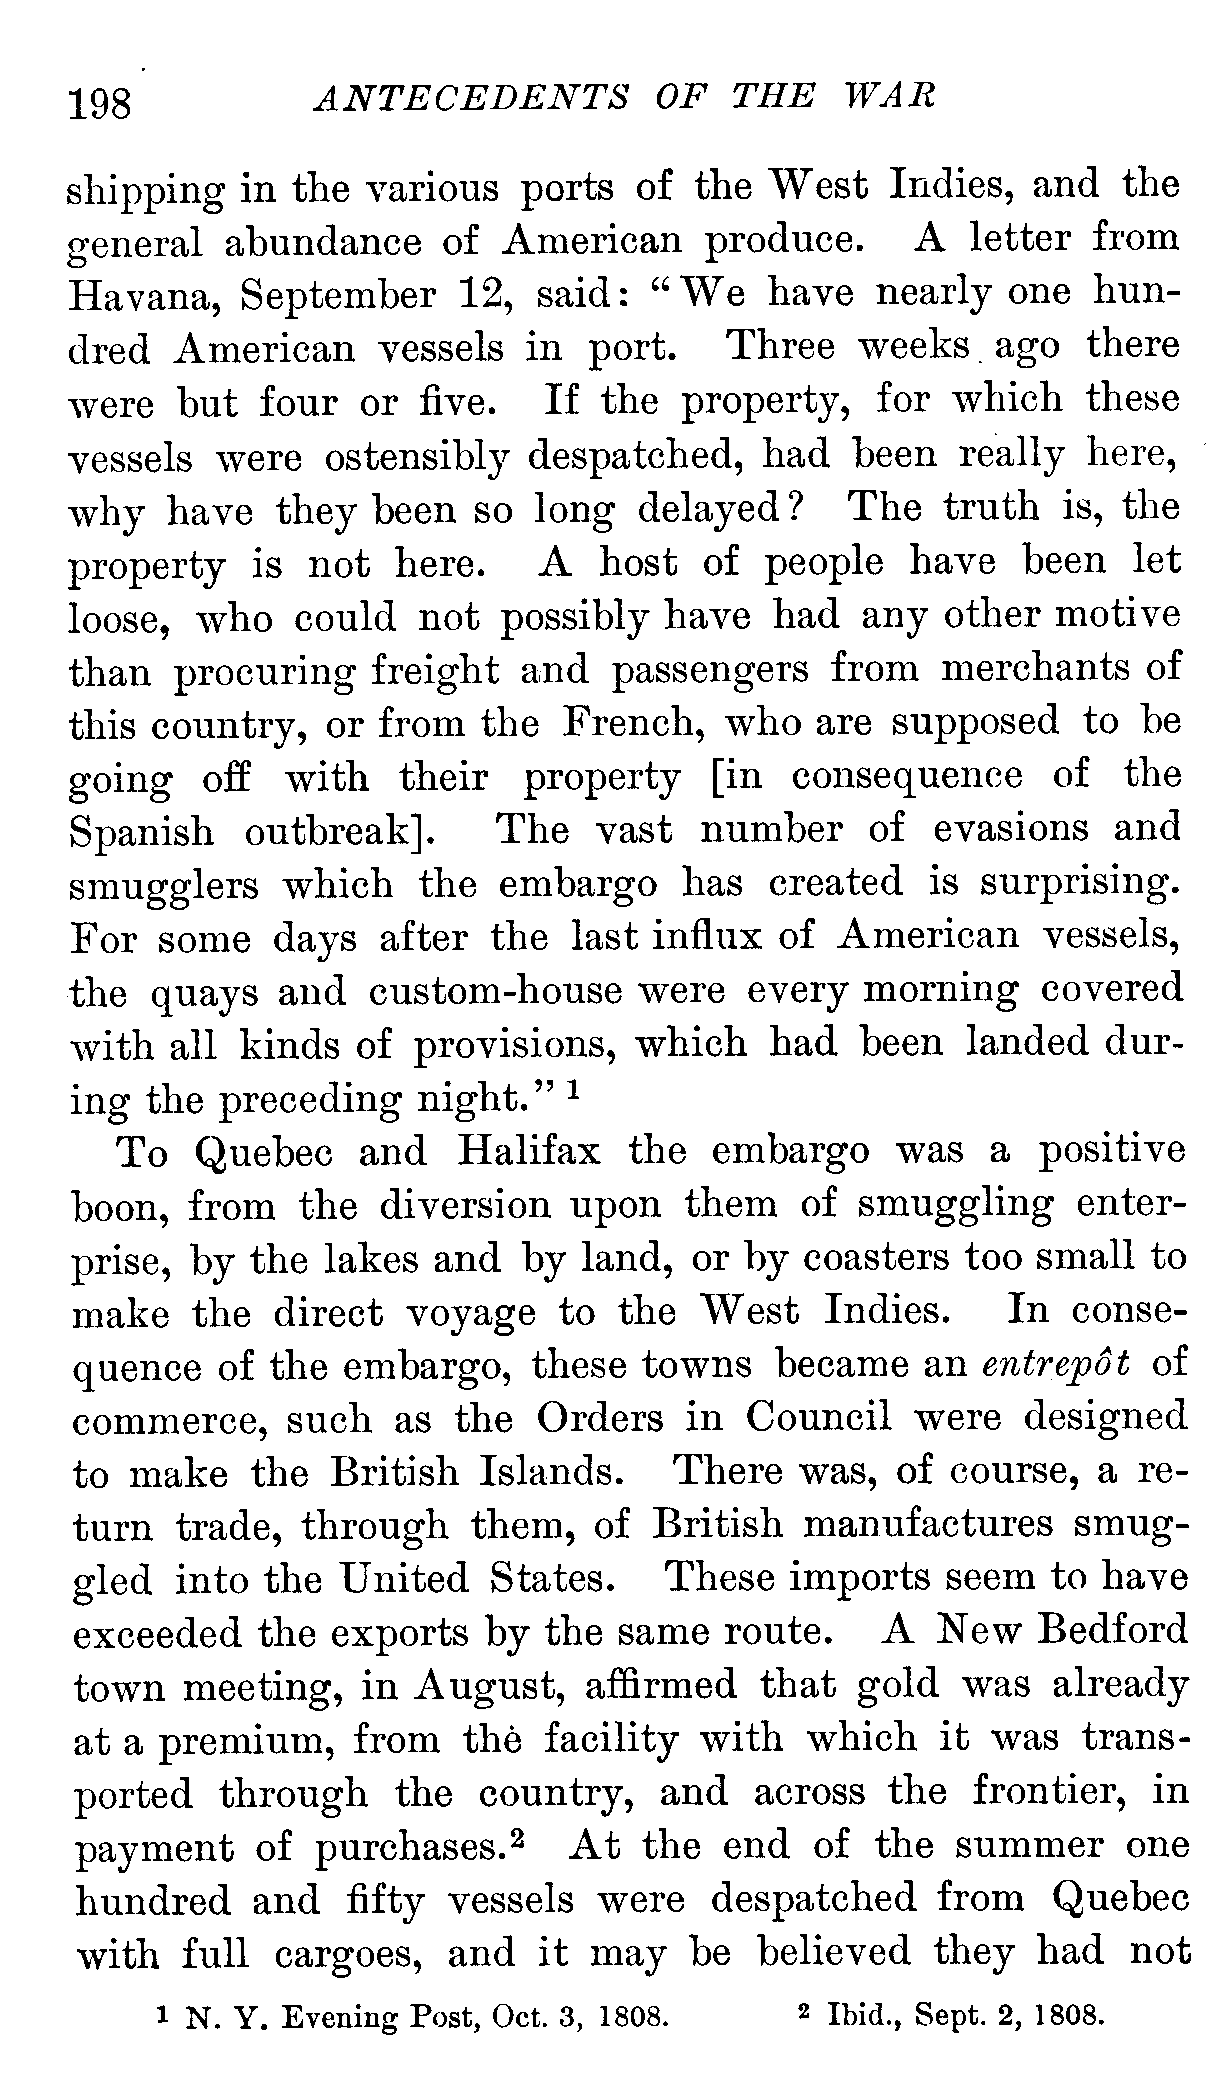 198 ANTECEDENTS OF THE WAR
shipping in the various ports of the West Indies, and the
general abundance of American produce. A letter from
Havana, September 12, said: “We have nearly one hun-
dred American vessels in port. Three weeks ago there
were but four or five. If the property, for which these
vessels were ostensibly despatched, had been really here,
why have they been so long delayed? The truth is, the
property is not here. A host of people have been let
loose, who could not possibly have had any other motive
than procuring freight and passengers from merchants of
this country, or from the French, who are supposed to be
going off with their property [in consequence of the
Spanish outbreak]. The vast number of evasions and
smugglers which the embargo has created is surprising.
For some days after the last influx of American vessels,
the quays and custom-house were every morning covered
with all kinds of provisions, which had been landed dur-
ing the preceding night.” 1
To Quebec and Halifax the embargo was a positive
boon, from the diversion upon them of smuggling enter-
prise, by the lakes and by land, or by coasters too small to
make the direct voyage to the West Indies. In conse-
quence of the embargo, these towns became an entrepôt of
commerce, such as the Orders in Council were designed
to make the British Islands. There was, of course, a re-
turn trade, through them, of British manufactures smug-
gled into the United States. These imports seem to have
exceeded the exports by the same route. A New Bedford
town meeting, in August, affirmed that gold was already
at a premium, from the facility with which it was trans-
ported through the country, and across the frontier, in
payment of purchases.2 At the end of the summer one
hundred and fifty vessels were despatched from Quebec
with full cargoes, and it may be believed they had not
1 N. Y. Evening Post, Oct. 3, 1808. 2 Ibid., Sept. 2, 1808.